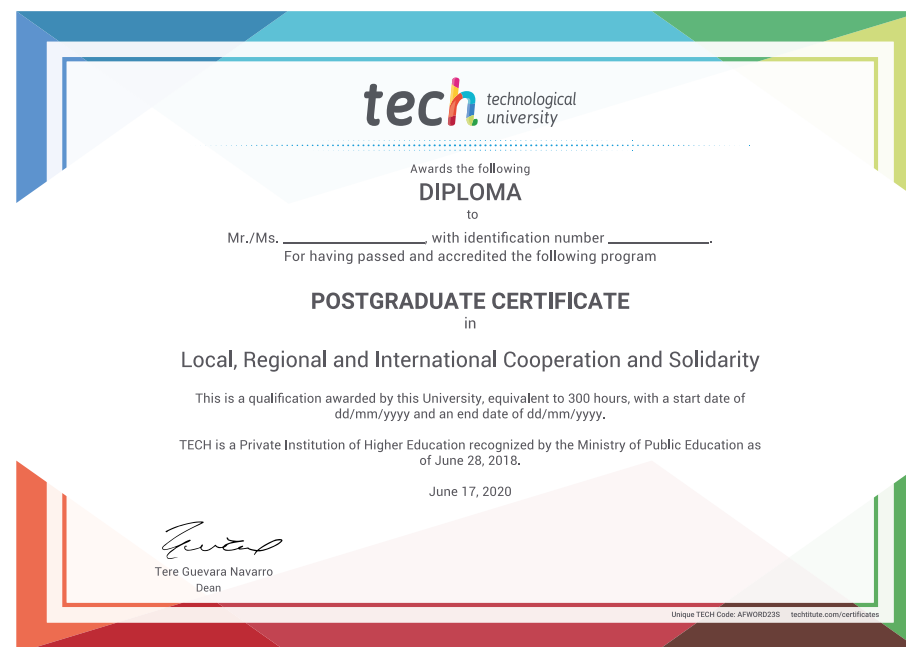 tech technological
university
Awards the following
DIPLOMA
to
Mr./Ms. ____________________, with identification number ______________.
For having passed and accredited the following program
POSTGRADUATE CERTIFICATE
in
Local, Regional and International Cooperation and Solidarity
This is a qualification awarded by this University, equivalent to 300 hours, with a start date of
dd/mm/yyyy and an end date of dd/mm/yyyy.
TECH is a Private Institution of Higher Education recognized by the Ministry of Public Education as
of June 28, 2018.
June 17, 2020
Tere Guevara Navarro
Dean
Unique TECH Code: AFWORD23S techtitute.com/certificates